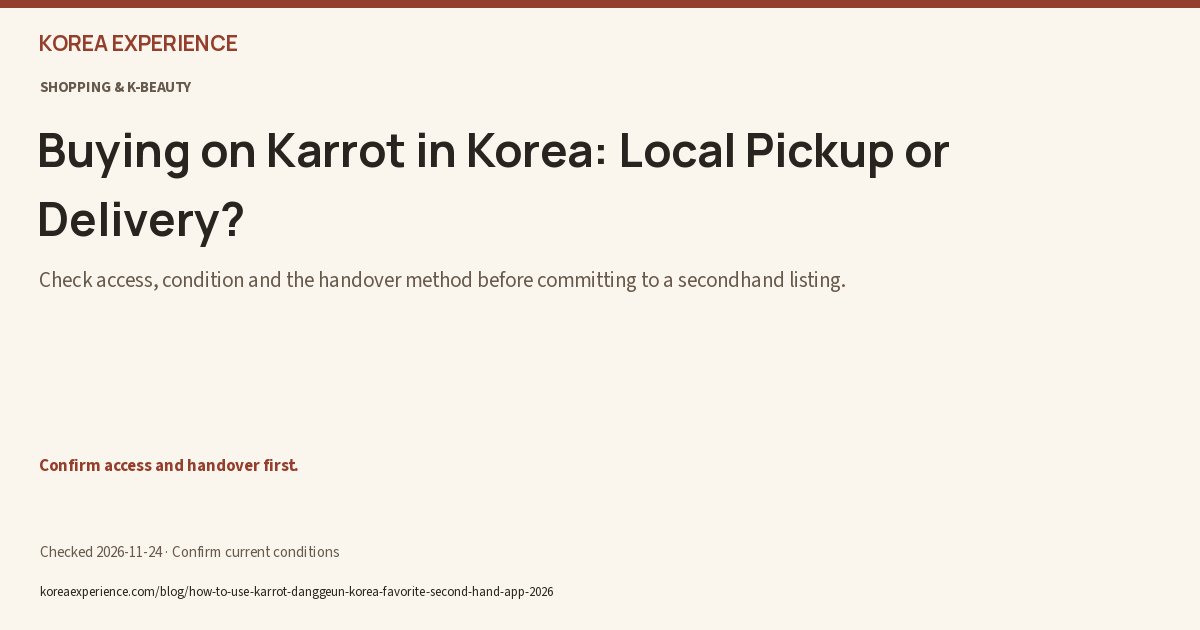 KOREA EXPERIENCE
SHOPPING & K-BEAUTY
Buying on Karrot in Korea: Local Pickup or
Delivery?
Check access, condition and the handover method before committing to a secondhand listing.
Confirm access and handover first.
Checked 2026-11-24 · Confirm current conditions
koreaexperience.com/blog/how-to-use-karrot-danggeun-korea-favorite-second-hand-app-2026